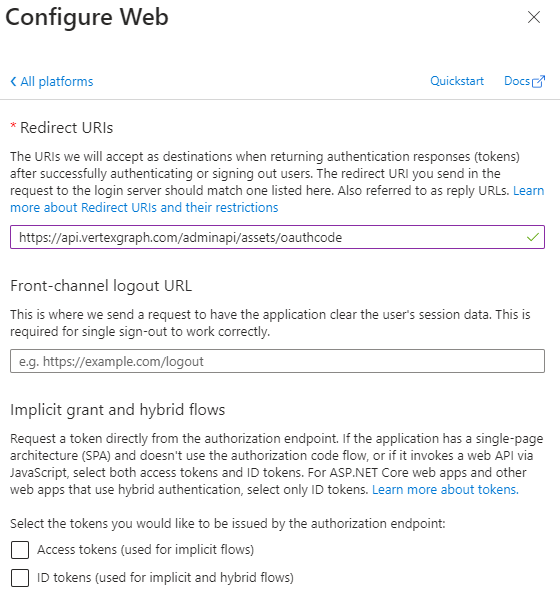 Configure Web
All platforms
Quickstart
Docs
* Redirect URIs
The URIs we will accept as destinations when returning authentication responses (tokens)
after successfully authenticating or signing out users. The redirect URI you send in the
request to the login server should match one listed here. Also referred to as reply URLs. Learn
more about Redirect URIs and their restrictions
https://api.vertexgraph.com/adminapi/assets/oauthcode
Front-channel logout URL
This is where we send a request to have the application clear the user's session data. This is
required for single sign-out to work correctly.
e.g. https://example.com/logout
Implicit grant and hybrid flows
Request a token directly from the authorization endpoint. If the application has a single-page
architecture (SPA) and doesn't use the authorization code flow, or if it invokes a web API via
JavaScript, select both access tokens and ID tokens. For ASP.NET Core web apps and other
web apps that use hybrid authentication, select only ID tokens. Learn more about tokens.
Select the tokens you would like to be issued by the authorization endpoint:
Access tokens (used for implicit flows)
ID tokens (used for implicit and hybrid flows)